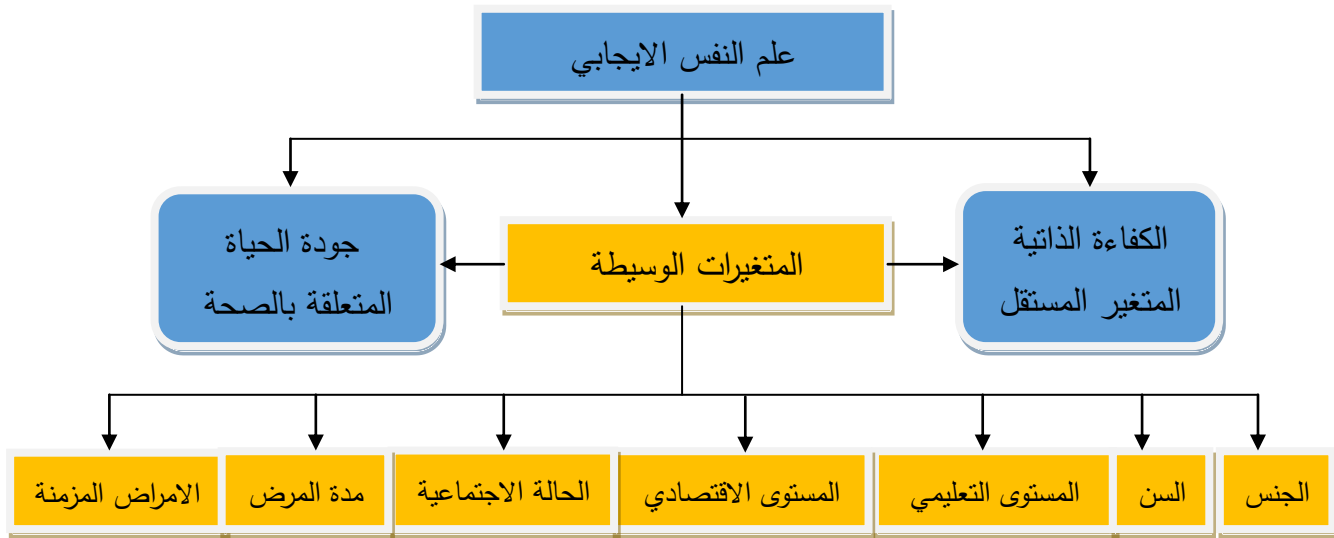 علم النفس الايجابي
الكفاءة الذاتية
المتغير المستقل
المتغيرات الوسيطة
جودة الحياة
المتعلقة بالصحة
الجنس
السن
المستوى التعليمي
المستوى الاقتصادي
الحالة الاجتماعية
مدة المرض
الامراض المزمنة